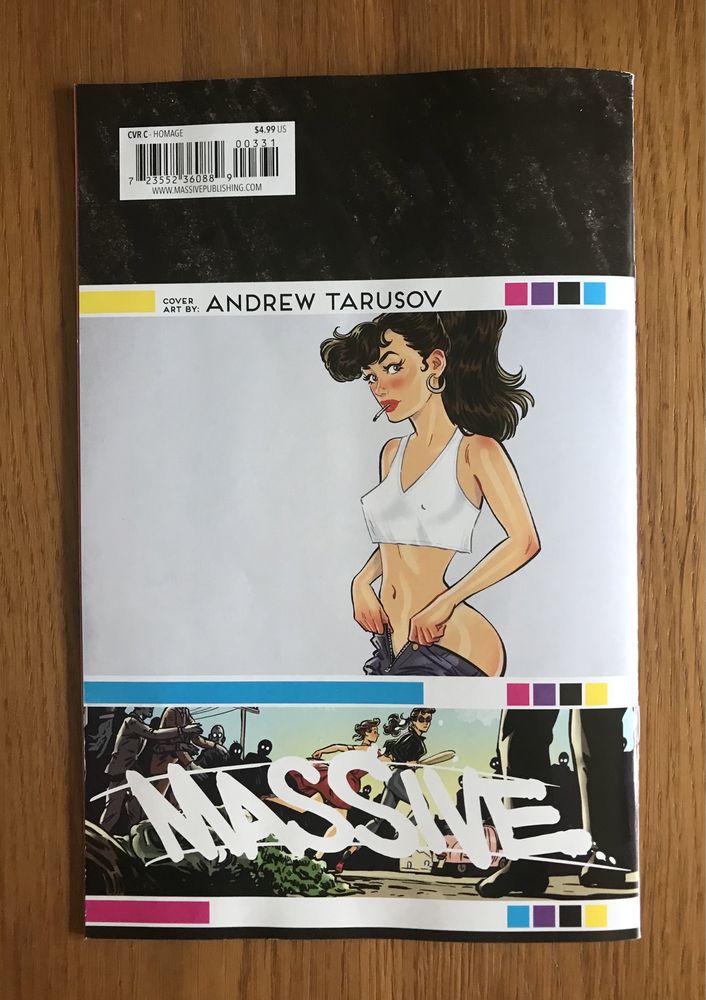 CVR C - HOMAGE $4.99 US
00331
7 23552 36088 9
WWW.MASSIVEPUBLISHING.COM
COVER
ART BY: ANDREW TARUSOV
MASSIVE